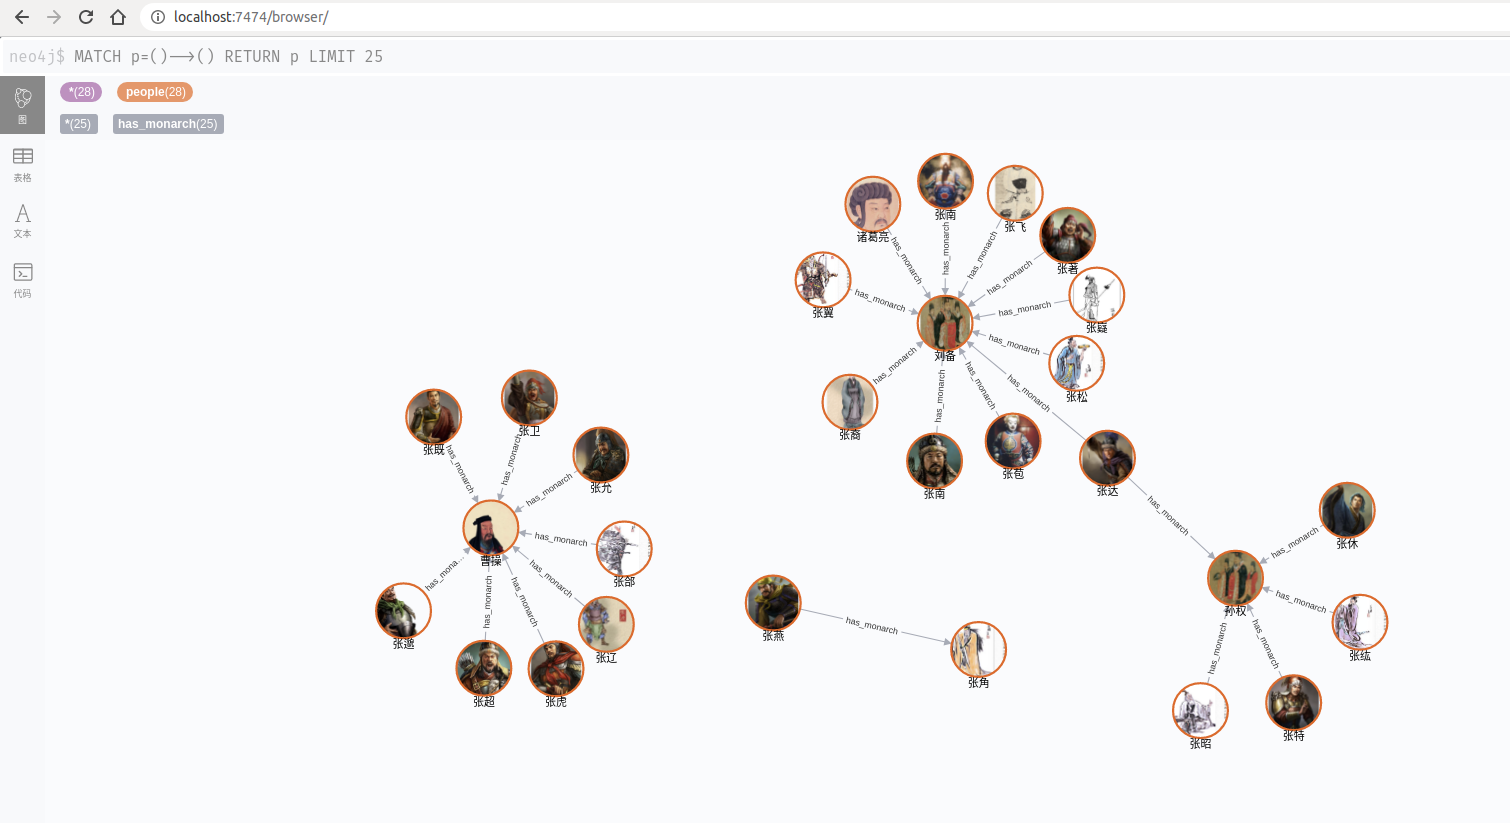 localhost:7474/browser/
neo4j$ MATCH p=()-->() RETURN p LIMIT 25
*(28) people(28)
*(25) has_monarch(25)
图
表格
文本
代码
张南
张飞
诸葛亮
张著
张翼
张嶷
刘备
张松
张裔
张南
张苞
张达
has_monarch
has_monarch
has_monarch
has_monarch
has_monarch
has_monarch
has_monarch
has_monarch
has_monarch
has_monarch
has_monarch
张既
张卫
张允
曹操
张郃
张邈
张辽
张超
张虎
has_monarch
has_monarch
has_monarch
has_monarch
has_monarch
has_monarch
has_monarch
has_mona...
张燕
has_monarch
张角
has_monarch
张休
孙权
张纮
张昭
张特
has_monarch
has_monarch
has_monarch
has_monarch